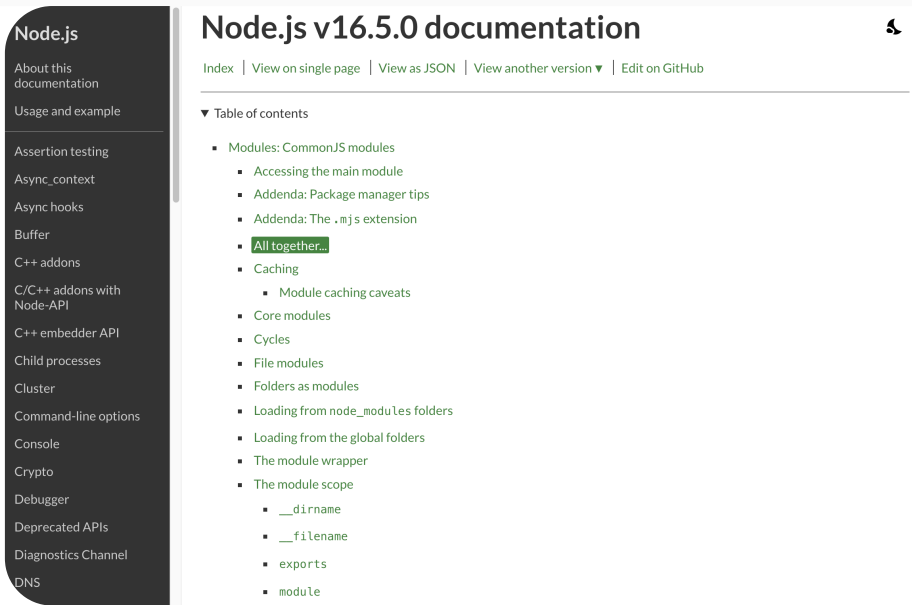 Node.js
About this
documentation
Usage and example
Assertion testing
Async_context
Async hooks
Buffer
C++ addons
C/C++ addons with
Node-API
C++ embedder API
Child processes
Cluster
Command-line options
Console
Crypto
Debugger
Deprecated APIs
Diagnostics Channel
DNS
Node.js v16.5.0 documentation
Index | View on single page | View as JSON | View another version ▼ | Edit on GitHub
▼ Table of contents
▪ Modules: CommonJS modules
▪ Accessing the main module
▪ Addenda: Package manager tips
▪ Addenda: The .mjs extension
▪ All together...
▪ Caching
▪ Module caching caveats
▪ Core modules
▪ Cycles
▪ File modules
▪ Folders as modules
▪ Loading from node_modules folders
▪ Loading from the global folders
▪ The module wrapper
▪ The module scope
▪ __dirname
▪ __filename
▪ exports
▪ module